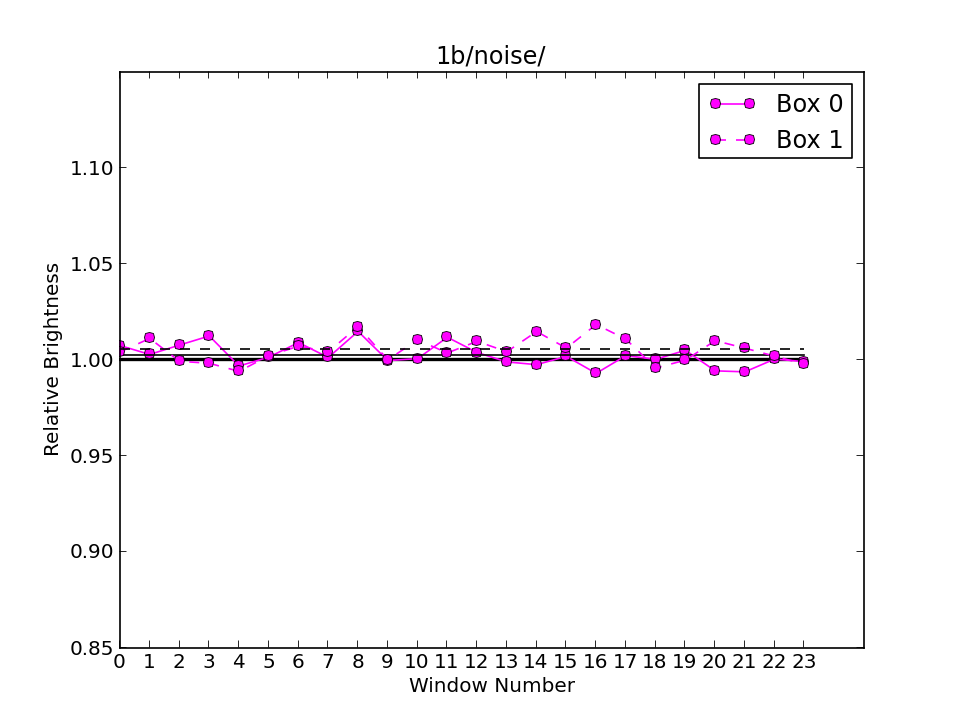 1b/noise/
Box 0
Box 1
1.10
1.05
1.00
0.95
0.90
0.85
Relative Brightness
0 1 2 3 4 5 6 7 8 9 10 11 12 13 14 15 16 17 18 19 20 21 22 23
Window Number